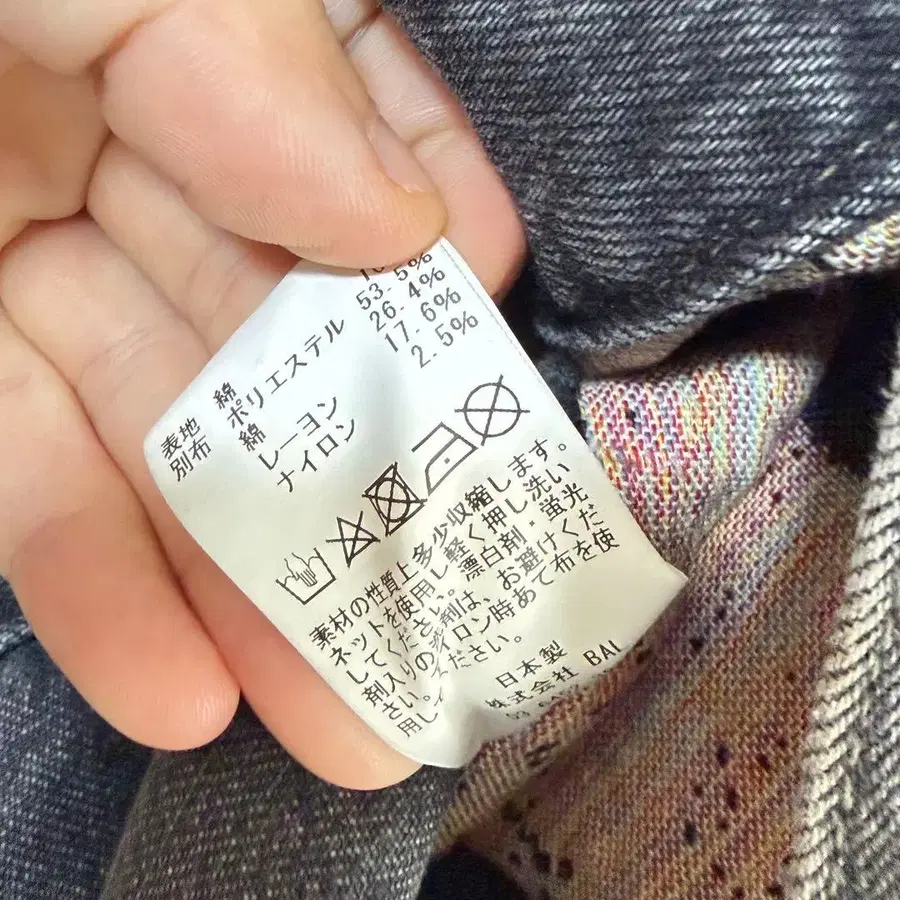 表地 綿
別布 ポリエステル 53.5%
綿 26.4%
レーヨン 17.6%
ナイロン 2.5%
素材の性質上多少収縮します。
ネットを使用し軽く押し洗い
してください。漂白剤・蛍光
剤入りの洗剤は、お避けくだ
さい。アイロン時あて布を使
用してください。
日本製
株式会社 BAL